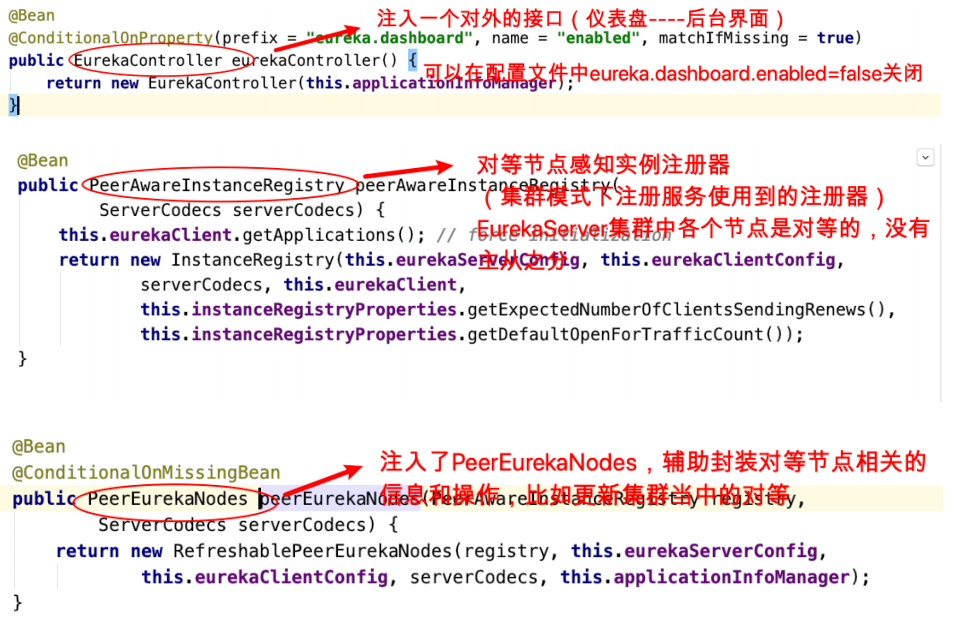 @Bean
注入一个对外的接口（仪表盘----后台界面）
@ConditionalOnProperty(prefix = "eureka.dashboard", name = "enabled", matchIfMissing = true)
public EurekaController eurekaController() {
可以在配置文件中eureka.dashboard.enabled=false关闭
return new EurekaController(this.applicationInfoManager);
}
@Bean
对等节点感知实例注册器
public PeerAwareInstanceRegistry peerAwareInstanceRegistry(
（集群模式下注册服务使用到的注册器）
ServerCodecs serverCodecs) {
EurekaServer集群中各个节点是对等的，没有
this.eurekaClient.getApplications(); // force initialization
主从之分
return new InstanceRegistry(this.eurekaServerConfig, this.eurekaClientConfig,
serverCodecs, this.eurekaClient,
this.instanceRegistryProperties.getExpectedNumberOfClientsSendingRenews(),
this.instanceRegistryProperties.getDefaultOpenForTrafficCount());
}
@Bean
@ConditionalOnMissingBean
注入了PeerEurekaNodes，辅助封装对等节点相关的
信息和操作，比如更新集群当中的对等
public PeerEurekaNodes peerEurekaNodes(PeerAwareInstanceRegistry registry,
ServerCodecs serverCodecs) {
return new RefreshablePeerEurekaNodes(registry, this.eurekaServerConfig,
this.eurekaClientConfig, serverCodecs, this.applicationInfoManager);
}